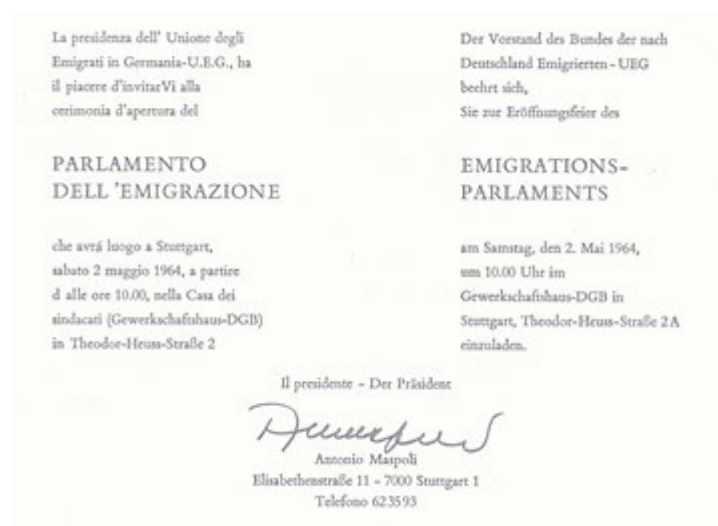 La presidenza dell' Unione degli
Emigrati in Germania-U.E.G., ha
il piacere d'invitarVi alla
cerimonia d'apertura del
PARLAMENTO
DELL 'EMIGRAZIONE
che avrá luogo a Stuttgart,
sabato 2 maggio 1964, a partire
d alle ore 10.00, nella Casa dei
sindacati (Gewerkschaftshaus-DGB)
in Theodor-Heuss-Straße 2
Der Vorstand des Bundes der nach
Deutschland Emigrierten - UEG
beehrt sich,
Sie zur Eröffnungsfeier des
EMIGRATIONS-
PARLAMENTS
am Samstag, den 2. Mai 1964,
um 10.00 Uhr im
Gewerkschaftshaus-DGB in
Stuttgart, Theodor-Heuss-Straße 2A
einzuladen.
Il presidente - Der Präsident
Antonio Maspoli
Elisabethenstraße 11 - 7000 Stuttgart 1
Telefono 623593